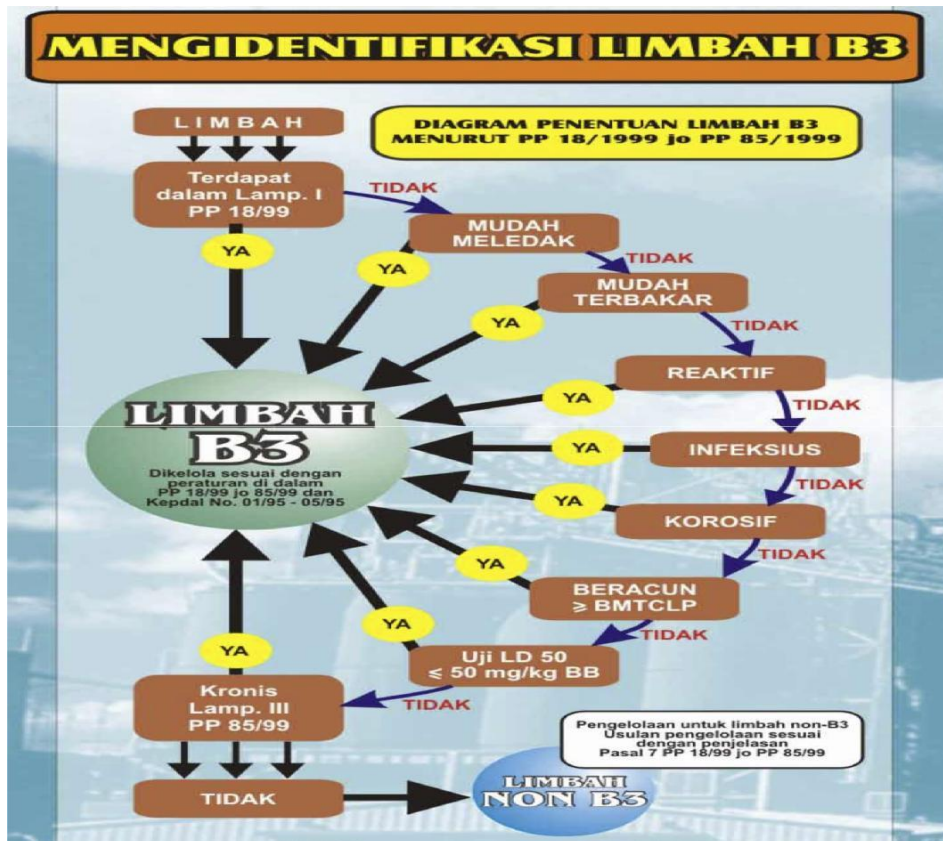 MENGIDENTIFIKASI LIMBAH B3
LIMBAH
DIAGRAM PENENTUAN LIMBAH B3
MENURUT PP 18/1999 jo PP 85/1999
Terdapat
dalam Lamp. I
PP 18/99
TIDAK
YA
MUDAH
MELEDAK
TIDAK
YA
MUDAH
TERBAKAR
TIDAK
YA
REAKTIF
TIDAK
YA
INFEKSIUS
TIDAK
YA
KOROSIF
TIDAK
YA
BERACUN
≥ BMTCLP
TIDAK
YA
Uji LD 50
≤ 50 mg/kg BB
TIDAK
YA
LIMBAH
B3
Dikelola sesuai dengan
peraturan di dalam
PP 18/99 jo 85/99 dan
Kepdal No. 01/95 - 05/95
YA
Kronis
Lamp. III
PP 85/99
TIDAK
Pengelolaan untuk limbah non-B3
Usulan pengelolaan sesuai
dengan penjelasan
Pasal 7 PP 18/99 jo PP 85/99
LIMBAH
NON B3